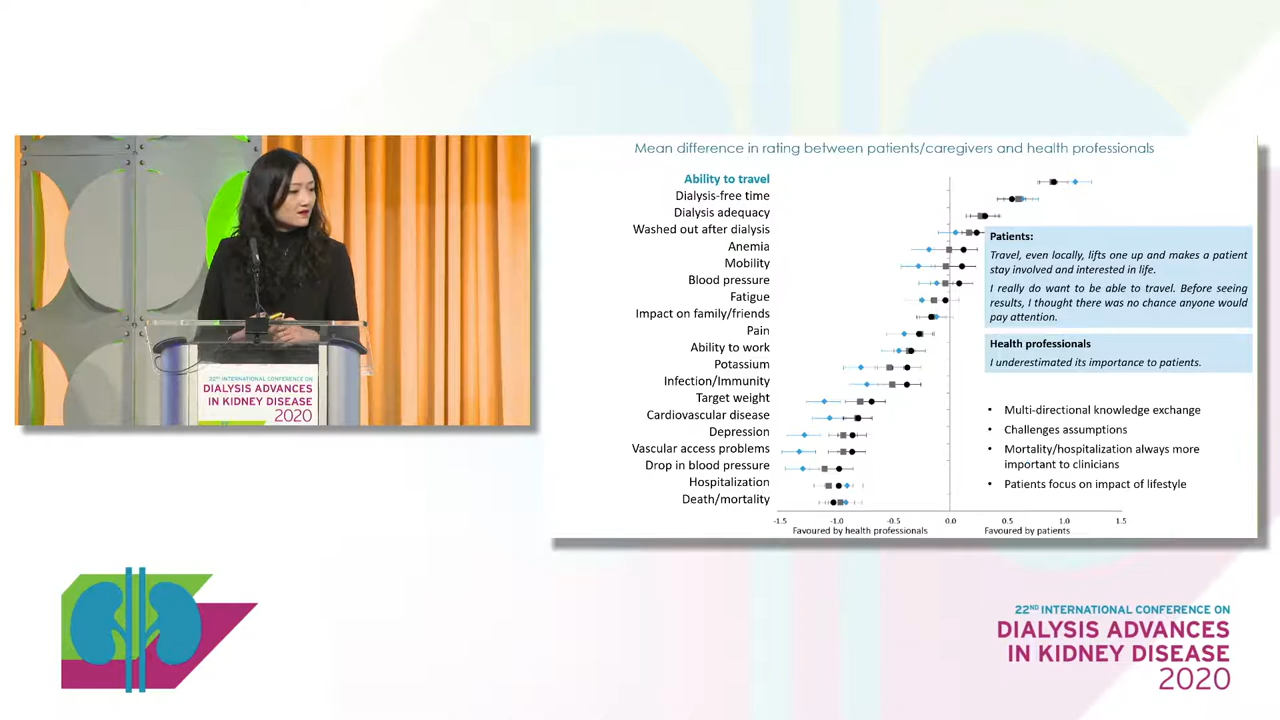 22ND INTERNATIONAL CONFERENCE ON
DIALYSIS ADVANCES
IN KIDNEY DISEASE
2020
Mean difference in rating between patients/caregivers and health professionals
Ability to travel
Dialysis-free time
Dialysis adequacy
Washed out after dialysis
Anemia
Mobility
Blood pressure
Fatigue
Impact on family/friends
Pain
Ability to work
Potassium
Infection/Immunity
Target weight
Cardiovascular disease
Depression
Vascular access problems
Drop in blood pressure
Hospitalization
Death/mortality
-1.5 -1.0 -0.5 0.0 0.5 1.0 1.5
Favoured by health professionals Favoured by patients
Patients:
Travel, even locally, lifts one up and makes a patient
stay involved and interested in life.
I really do want to be able to travel. Before seeing
results, I thought there was no chance anyone would
pay attention.
Health professionals
I underestimated its importance to patients.
• Multi-directional knowledge exchange
• Challenges assumptions
• Mortality/hospitalization always more
important to clinicians
• Patients focus on impact of lifestyle
22ND INTERNATIONAL CONFERENCE ON
DIALYSIS ADVANCES
IN KIDNEY DISEASE
2020